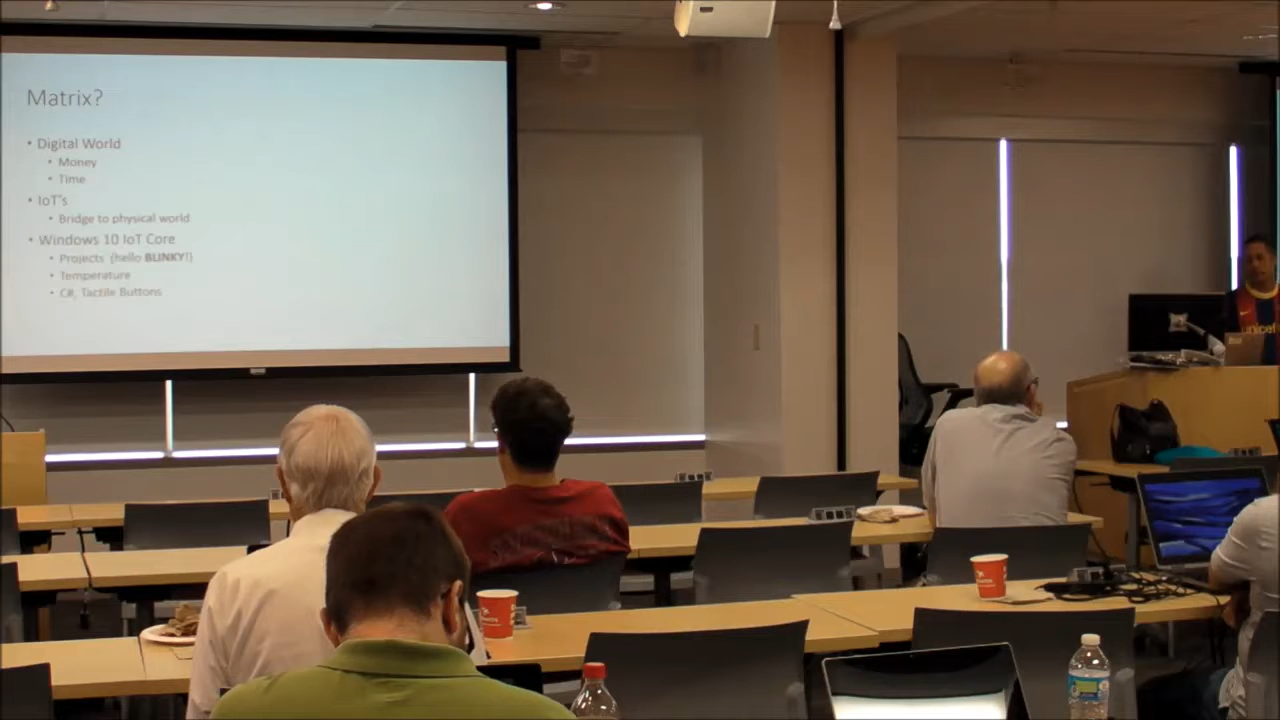 Matrix?
• Digital World
• Money
• Time
• IoT's
• Bridge to physical world
• Windows 10 IoT Core
• Projects (hello BLINKY!)
• Temperature
• C#, Tactile Buttons
unicef